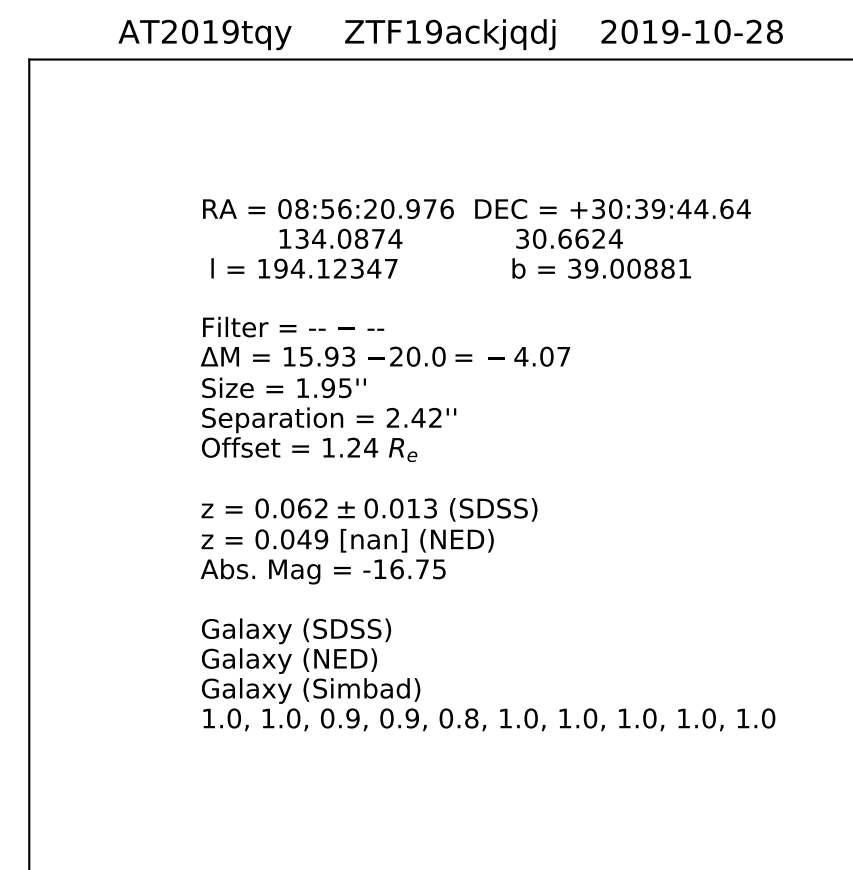 AT2019tqy ZTF19ackjqdj 2019-10-28
RA = 08:56:20.976 DEC = +30:39:44.64
134.0874 30.6624
l = 194.12347 b = 39.00881
Filter = -- − --
ΔM = 15.93 −20.0 = − 4.07
Size = 1.95''
Separation = 2.42''
Offset = 1.24 Rₑ
z = 0.062 ± 0.013 (SDSS)
z = 0.049 [nan] (NED)
Abs. Mag = -16.75
Galaxy (SDSS)
Galaxy (NED)
Galaxy (Simbad)
1.0, 1.0, 0.9, 0.9, 0.8, 1.0, 1.0, 1.0, 1.0, 1.0